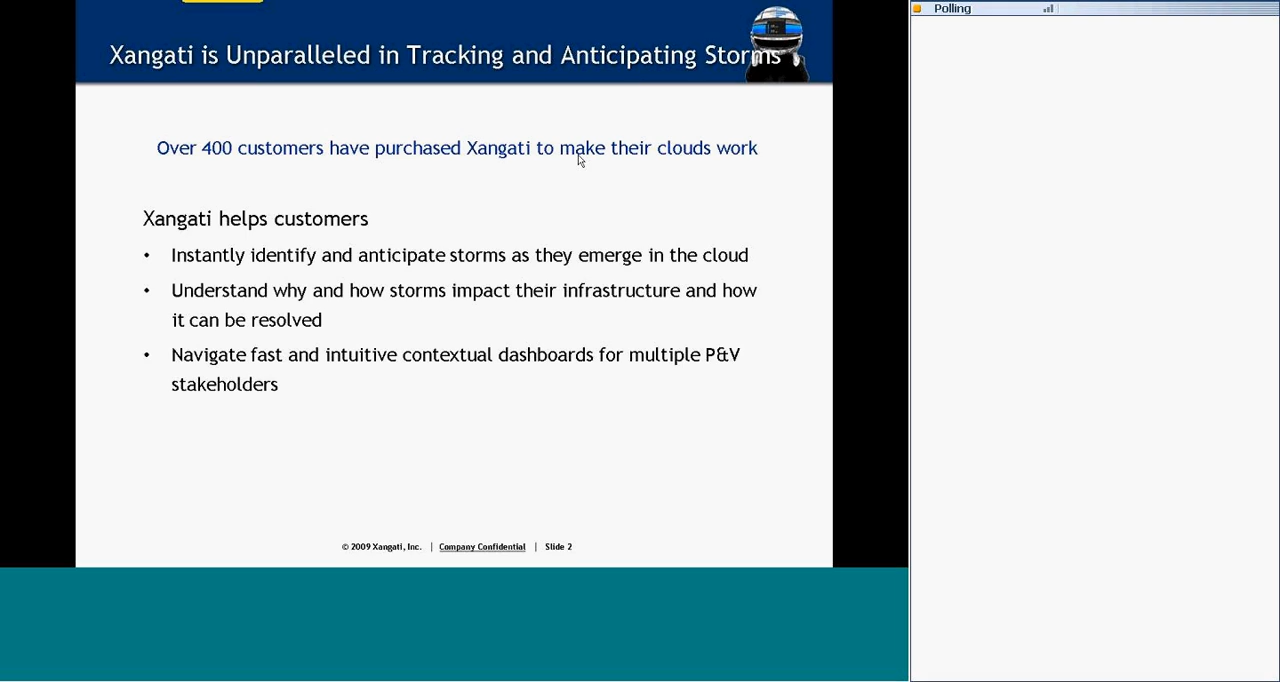 Polling
Xangati is Unparalleled in Tracking and Anticipating Storms
Over 400 customers have purchased Xangati to make their clouds work
Xangati helps customers
• Instantly identify and anticipate storms as they emerge in the cloud
• Understand why and how storms impact their infrastructure and how
it can be resolved
• Navigate fast and intuitive contextual dashboards for multiple P&V
stakeholders
© 2009 Xangati, Inc. | Company Confidential | Slide 2